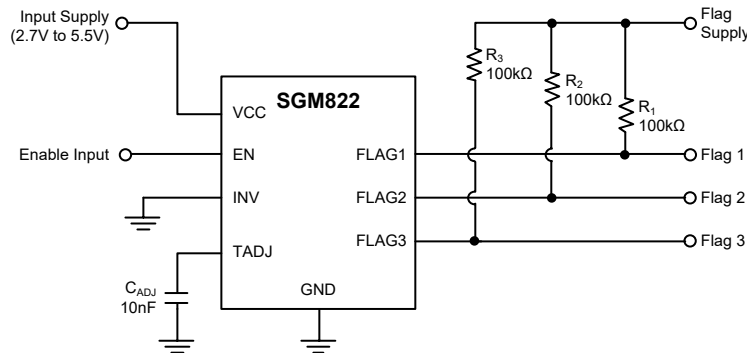 Input Supply
(2.7V to 5.5V)
Flag
Supply
R3
100kΩ
R2
100kΩ
R1
100kΩ
SGM822
VCC
Enable Input
EN
FLAG1
Flag 1
INV
FLAG2
Flag 2
TADJ
FLAG3
Flag 3
CADJ
10nF
GND